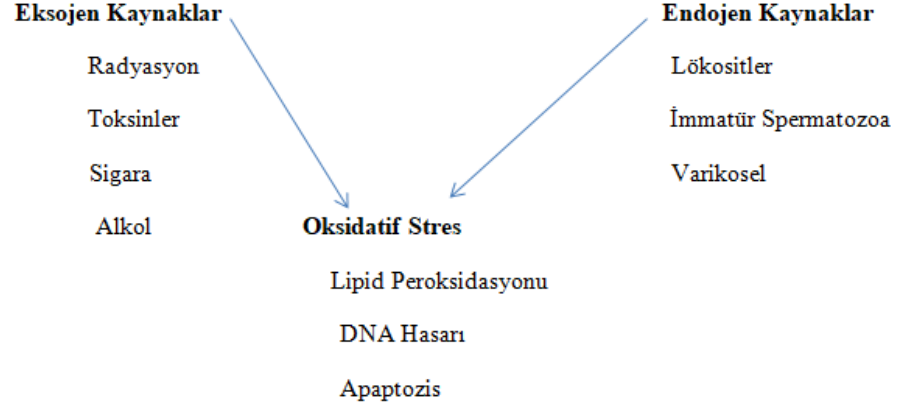 Eksojen Kaynaklar
Radyasyon
Toksinler
Sigara
Alkol
Endojen Kaynaklar
Lökositler
İmmatür Spermatozoa
Varikosel
Oksidatif Stres
Lipid Peroksidasyonu
DNA Hasarı
Apaptozis